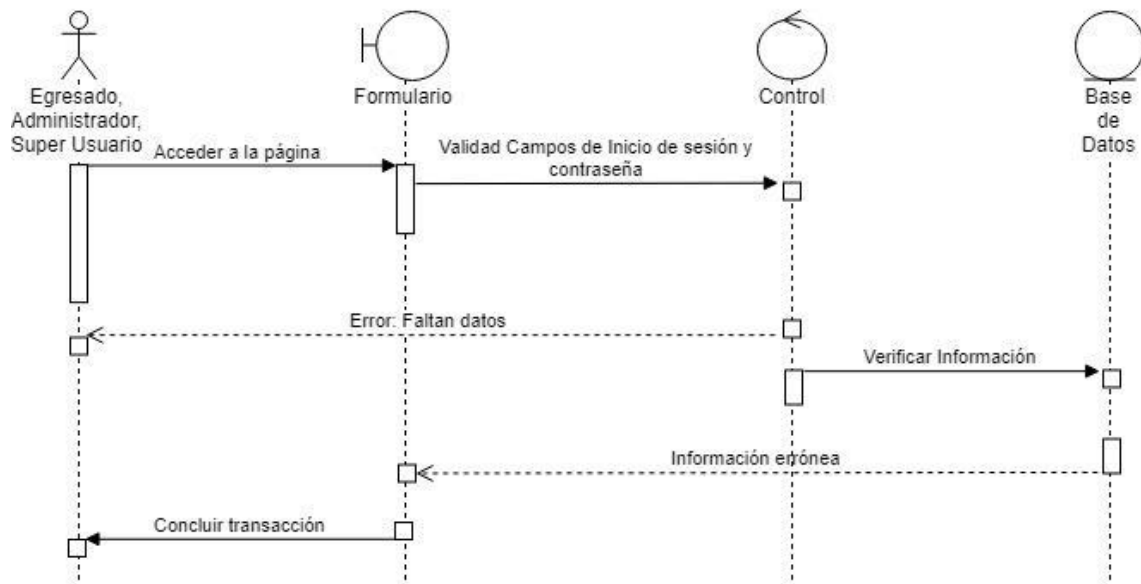 Egresado,
Administrador,
Super Usuario
Formulario
Control
Base
de
Datos
Acceder a la página
Validad Campos de Inicio de sesión y
contraseña
Error: Faltan datos
Verificar Información
Información errónea
Concluir transacción